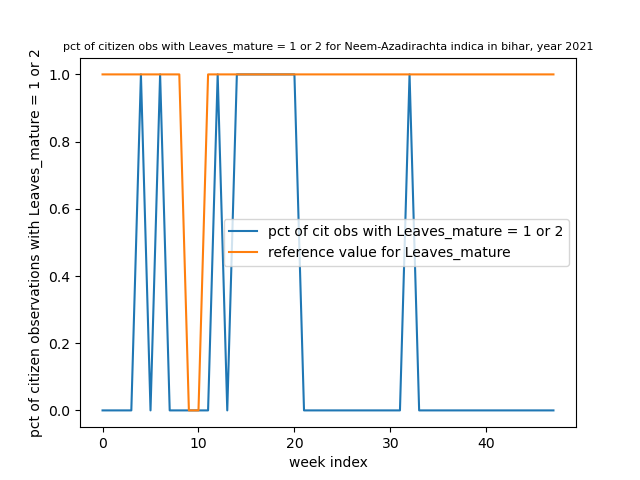 pct of citizen obs with Leaves_mature = 1 or 2 for Neem-Azadirachta indica in bihar, year 2021
pct of citizen observations with Leaves_mature = 1 or 2
1.0
0.8
0.6
0.4
0.2
0.0
pct of cit obs with Leaves_mature = 1 or 2
reference value for Leaves_mature
0 10 20 30 40
week index